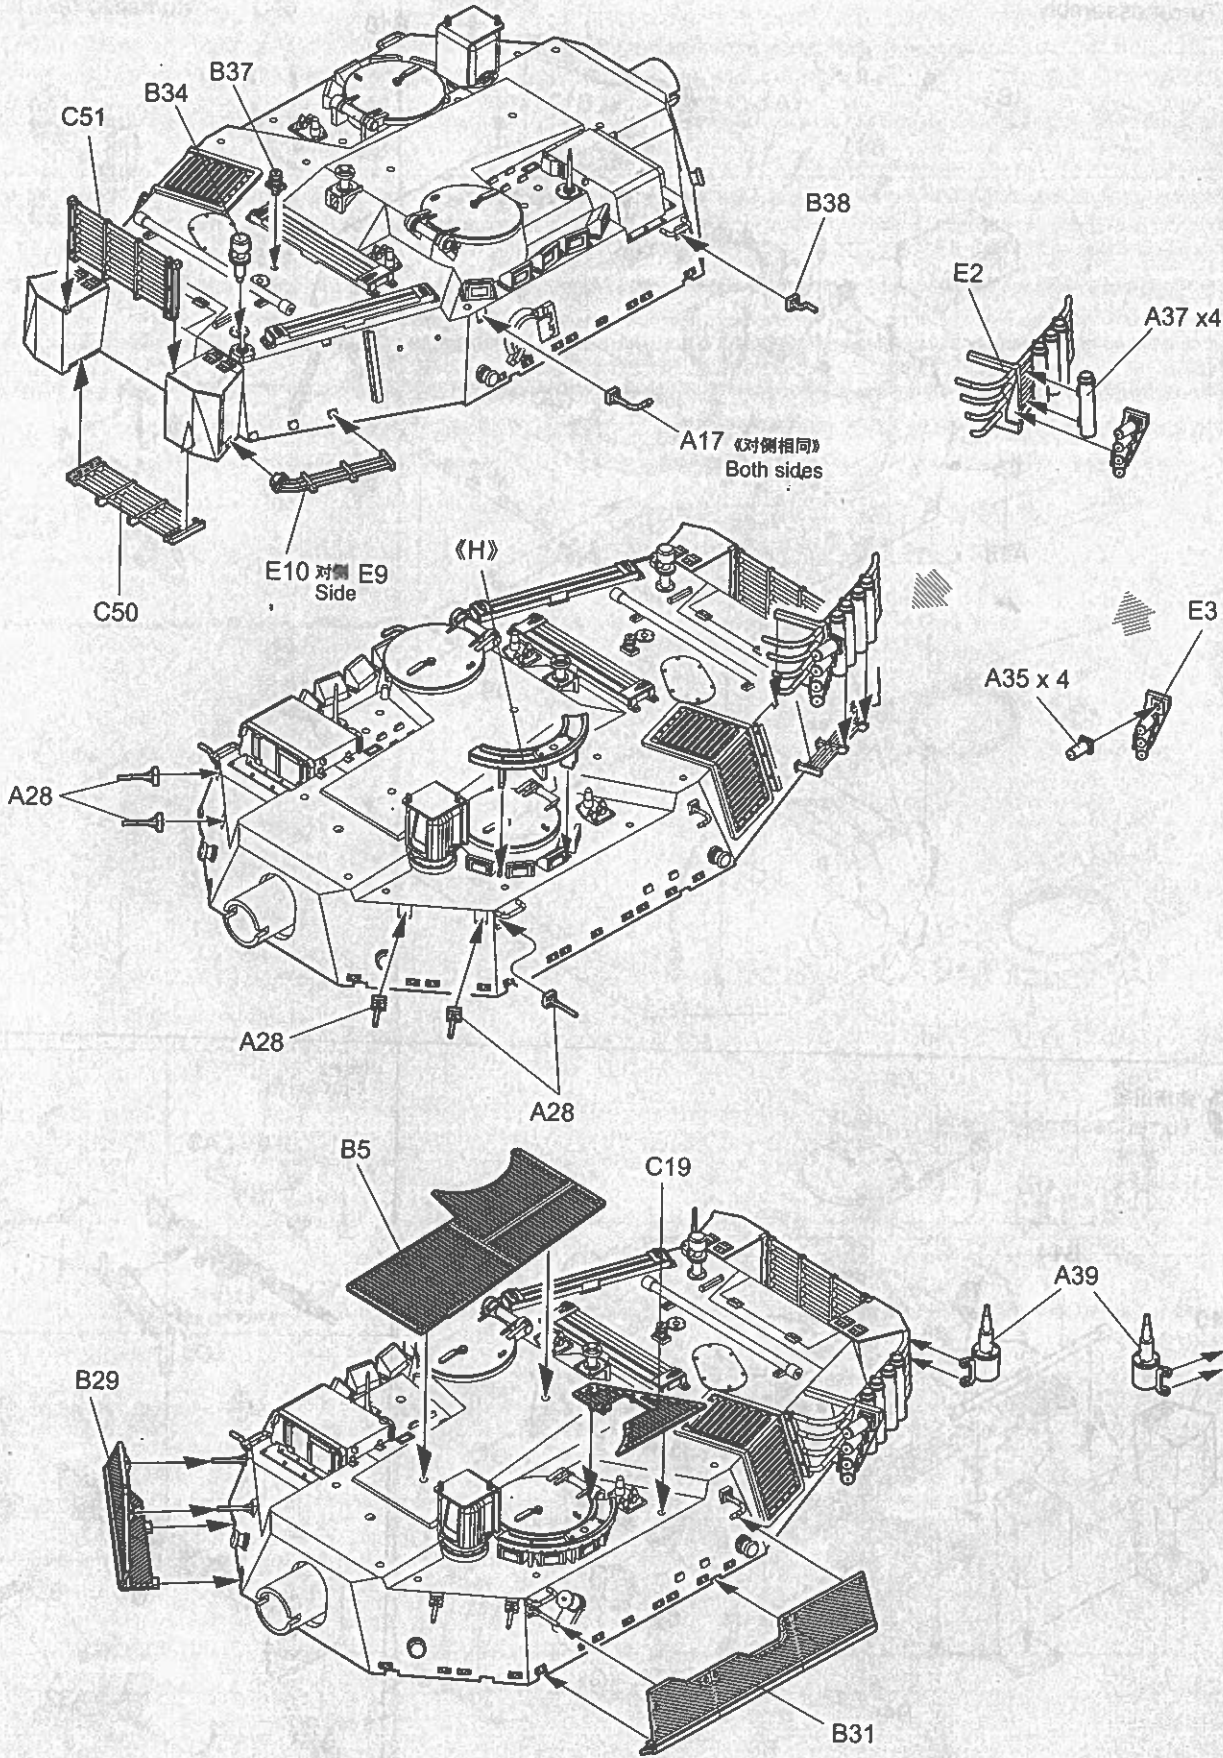 B37
B34
C51
B38
E2
A37 x4
A17 《对侧相同》
Both sides
E10 对侧 E9
Side
C50
《H》
E3
A35 x 4
A28
A28
A28
B5
C19
A39
B29
B31